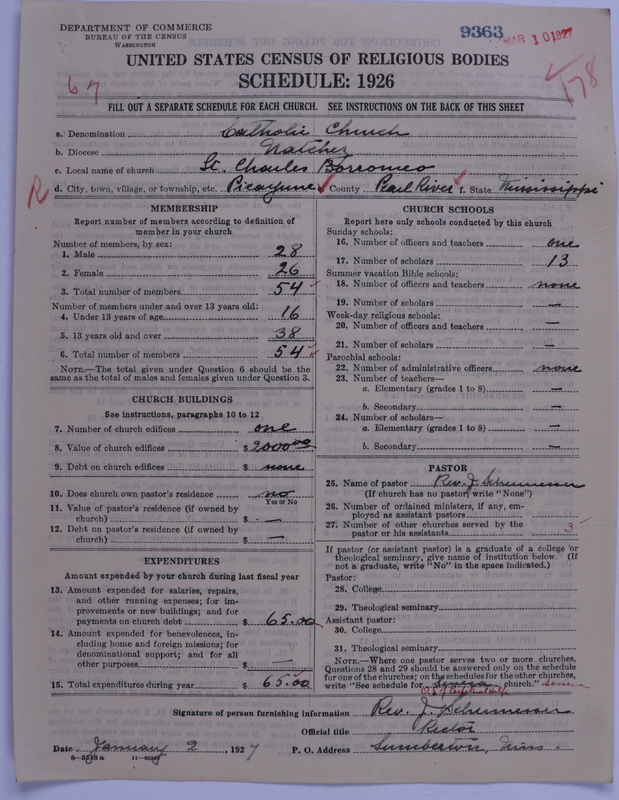 DEPARTMENT OF COMMERCE
BUREAU OF THE CENSUS
WASHINGTON
9363
MAR 10 1927
UNITED STATES CENSUS OF RELIGIOUS BODIES
SCHEDULE: 1926
67
178
FILL OUT A SEPARATE SCHEDULE FOR EACH CHURCH. SEE INSTRUCTIONS ON THE BACK OF THIS SHEET
a. Denomination Catholic Church
b. Diocese Natchez
c. Local name of church St. Charles Borromeo
R d. City, town, village, or township, etc. Picayune County Pearl River f. State Mississippi
MEMBERSHIP
Report number of members according to definition of
member in your church
Number of members, by sex:
1. Male 28
2. Female 26
3. Total number of members 54
Number of members under and over 13 years old:
4. Under 13 years of age 16
5. 13 years old and over 38
6. Total number of members 54
NOTE.—The total given under Question 6 should be
same as the total of males and females given under Question 3.
CHURCH BUILDINGS
See instructions, paragraphs 10 to 12
7. Number of church edifices one
8. Value of church edifices $ 2000.00
9. Debt on church edifices $ none
10. Does church own pastor's residence no
Yes or No
11. Value of pastor's residence (if owned by
church) $ —
12. Debt on pastor's residence (if owned by
church) $ —
EXPENDITURES
Amount expended by your church during last fiscal year
13. Amount expended for salaries, repairs,
and other running expenses; for im-
provements or new buildings; and for
payments on church debt $ 65.00
14. Amount expended for benevolences, in-
cluding home and foreign missions; for
denominational support; and for all
other purposes $ —
15. Total expenditures during year $ 65.00
CHURCH SCHOOLS
Report here only schools conducted by this church
Sunday schools:
16. Number of officers and teachers one
17. Number of scholars 13
Summer vacation Bible schools:
18. Number of officers and teachers none
19. Number of scholars —
Week-day religious schools:
20. Number of officers and teachers —
21. Number of scholars —
Parochial schools:
22. Number of administrative officers none
23. Number of teachers—
a. Elementary (grades 1 to 8) —
b. Secondary —
24. Number of scholars—
a. Elementary (grades 1 to 8) —
b. Secondary —
PASTOR
25. Name of pastor Rev. J.
(If church has no pastor, write "None")
26. Number of ordained ministers, if any, em-
ployed as assistant pastors
27. Number of other churches served by the
pastor or his assistants 3
If pastor (or assistant pastor) is a graduate of a college or
theological seminary, give name of institution below. (If
not a graduate, write "No" in the space indicated.)
Pastor:
28. College
29. Theological seminary
Assistant pastor:
30. College
31. Theological seminary
NOTE.—Where one pastor serves two or more churches,
Questions 28 and 29 should be answered only on the schedule
for one of the churches; on the schedules for the other churches,
write "See schedule for church."
Signature of person furnishing information Rev. J.
Official title Rector
Date January 2, 1927 P. O. Address Lumberton, Miss.
8—5318 a